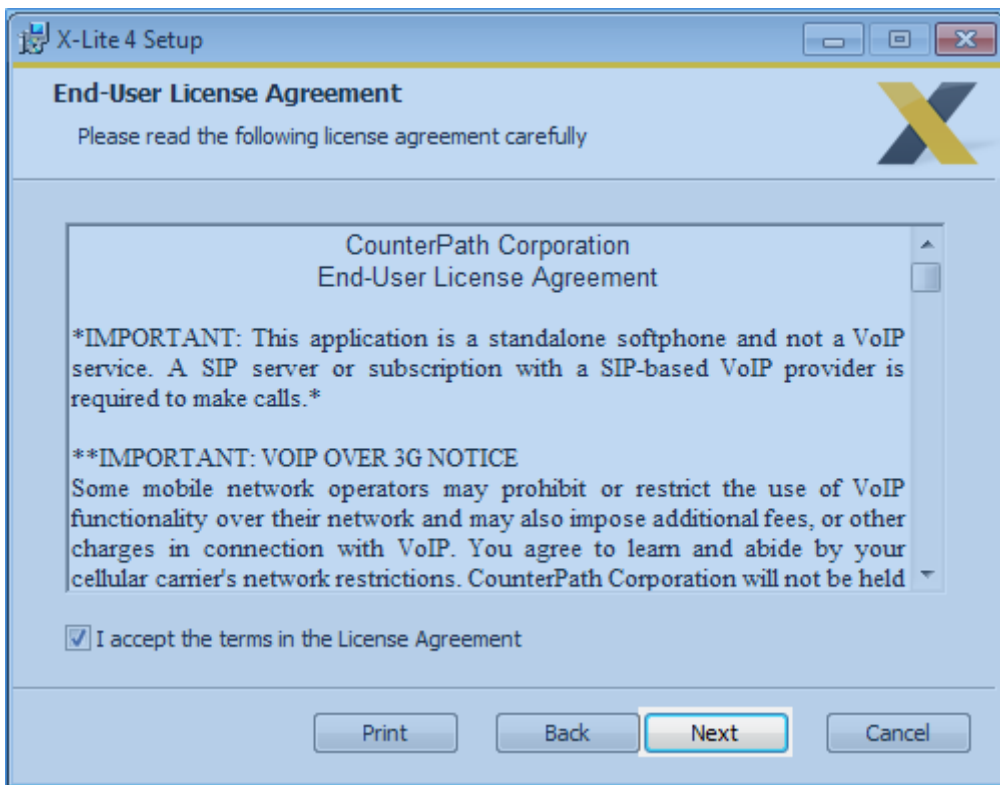 X-Lite 4 Setup
End-User License Agreement
Please read the following license agreement carefully
CounterPath Corporation
End-User License Agreement
*IMPORTANT: This application is a standalone softphone and not a VoIP
service. A SIP server or subscription with a SIP-based VoIP provider is
required to make calls.*
**IMPORTANT: VOIP OVER 3G NOTICE
Some mobile network operators may prohibit or restrict the use of VoIP
functionality over their network and may also impose additional fees, or other
charges in connection with VoIP. You agree to learn and abide by your
cellular carrier's network restrictions. CounterPath Corporation will not be held
I accept the terms in the License Agreement
Print Back Next Cancel